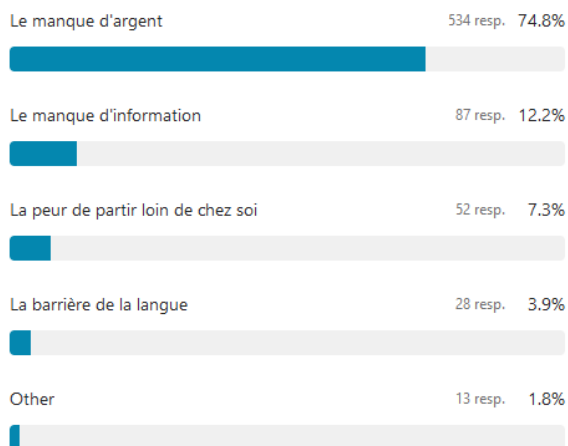 Le manque d'argent 534 resp. 74.8%
Le manque d'information 87 resp. 12.2%
La peur de partir loin de chez soi 52 resp. 7.3%
La barrière de la langue 28 resp. 3.9%
Other 13 resp. 1.8%